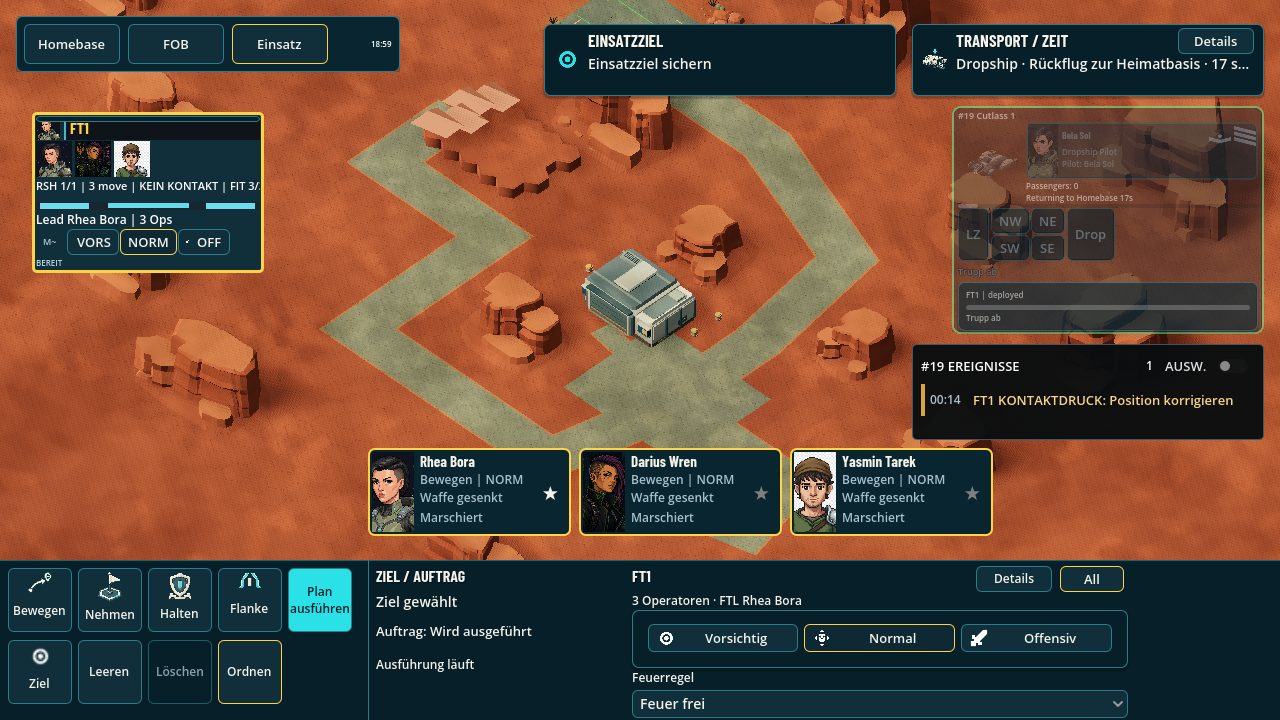 Homebase
FOB
Einsatz
18:59
EINSATZZIEL
Einsatzziel sichern
TRANSPORT / ZEIT
Details
Dropship · Rückflug zur Heimatbasis · 17 s...
FT1
RSH 1/1 | 3 move | KEIN KONTAKT | FIT 3/
Lead Rhea Bora | 3 Ops
M~
VORS
NORM
OFF
BEREIT
#19 Cutlass 1
Bela Sol
Dropship Pilot
Pilot: Bela Sol
Passengers: 0
Returning to Homebase 17s
LZ
NW
NE
SW
SE
Drop
Trupp ab
FT1 | deployed
Trupp ab
#19 EREIGNISSE
1
AUSW.
00:14
FT1 KONTAKTDRUCK: Position korrigieren
Rhea Bora
Bewegen | NORM
Waffe gesenkt
Marschiert
Darius Wren
Bewegen | NORM
Waffe gesenkt
Marschiert
Yasmin Tarek
Bewegen | NORM
Waffe gesenkt
Marschiert
Bewegen
Nehmen
Halten
Flanke
Plan
ausführen
Ziel
Leeren
Löschen
Ordnen
ZIEL / AUFTRAG
Ziel gewählt
Auftrag: Wird ausgeführt
Ausführung läuft
FT1
Details
All
3 Operatoren · FTL Rhea Bora
Vorsichtig
Normal
Offensiv
Feuerregel
Feuer frei